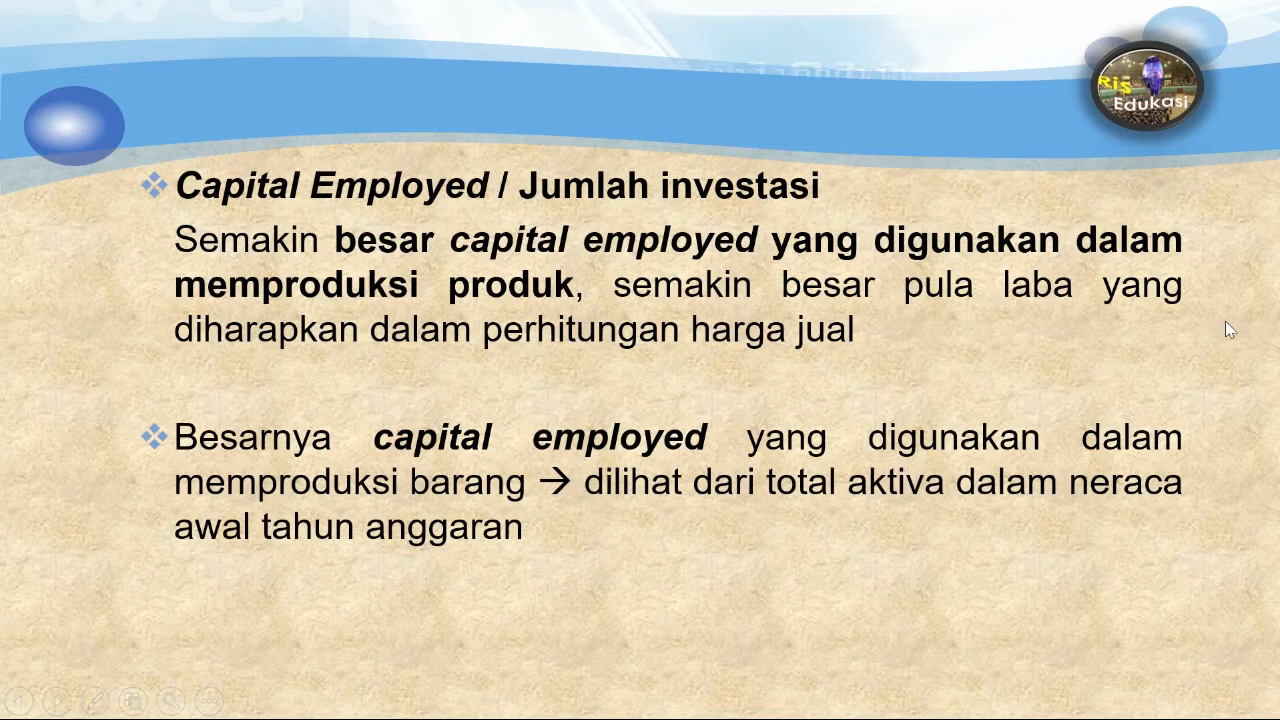 Ris
Edukasi
Capital Employed / Jumlah investasi
Semakin besar capital employed yang digunakan dalam
memproduksi produk, semakin besar pula laba yang
diharapkan dalam perhitungan harga jual
Besarnya capital employed yang digunakan dalam
memproduksi barang → dilihat dari total aktiva dalam neraca
awal tahun anggaran